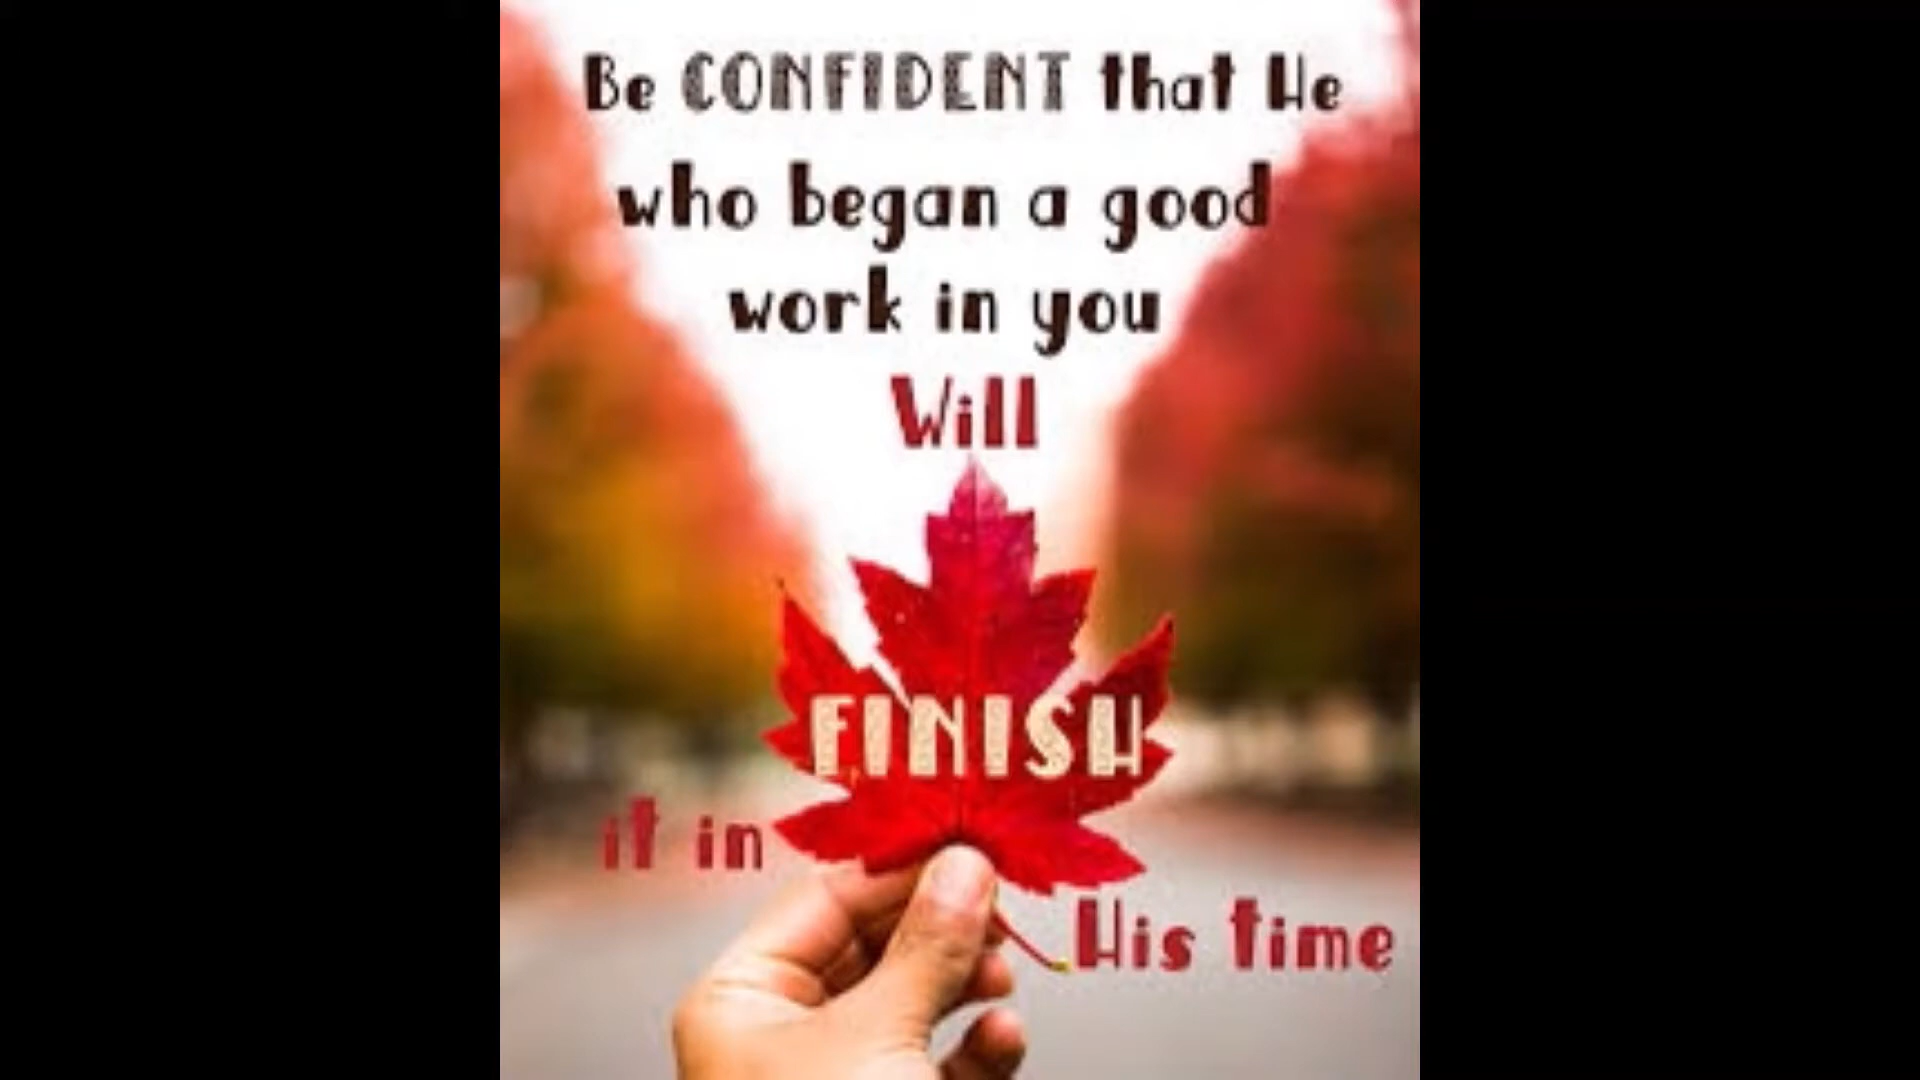 Be CONFIDENT that He
who began a good
work in you
Will
FINISH
it in
His time